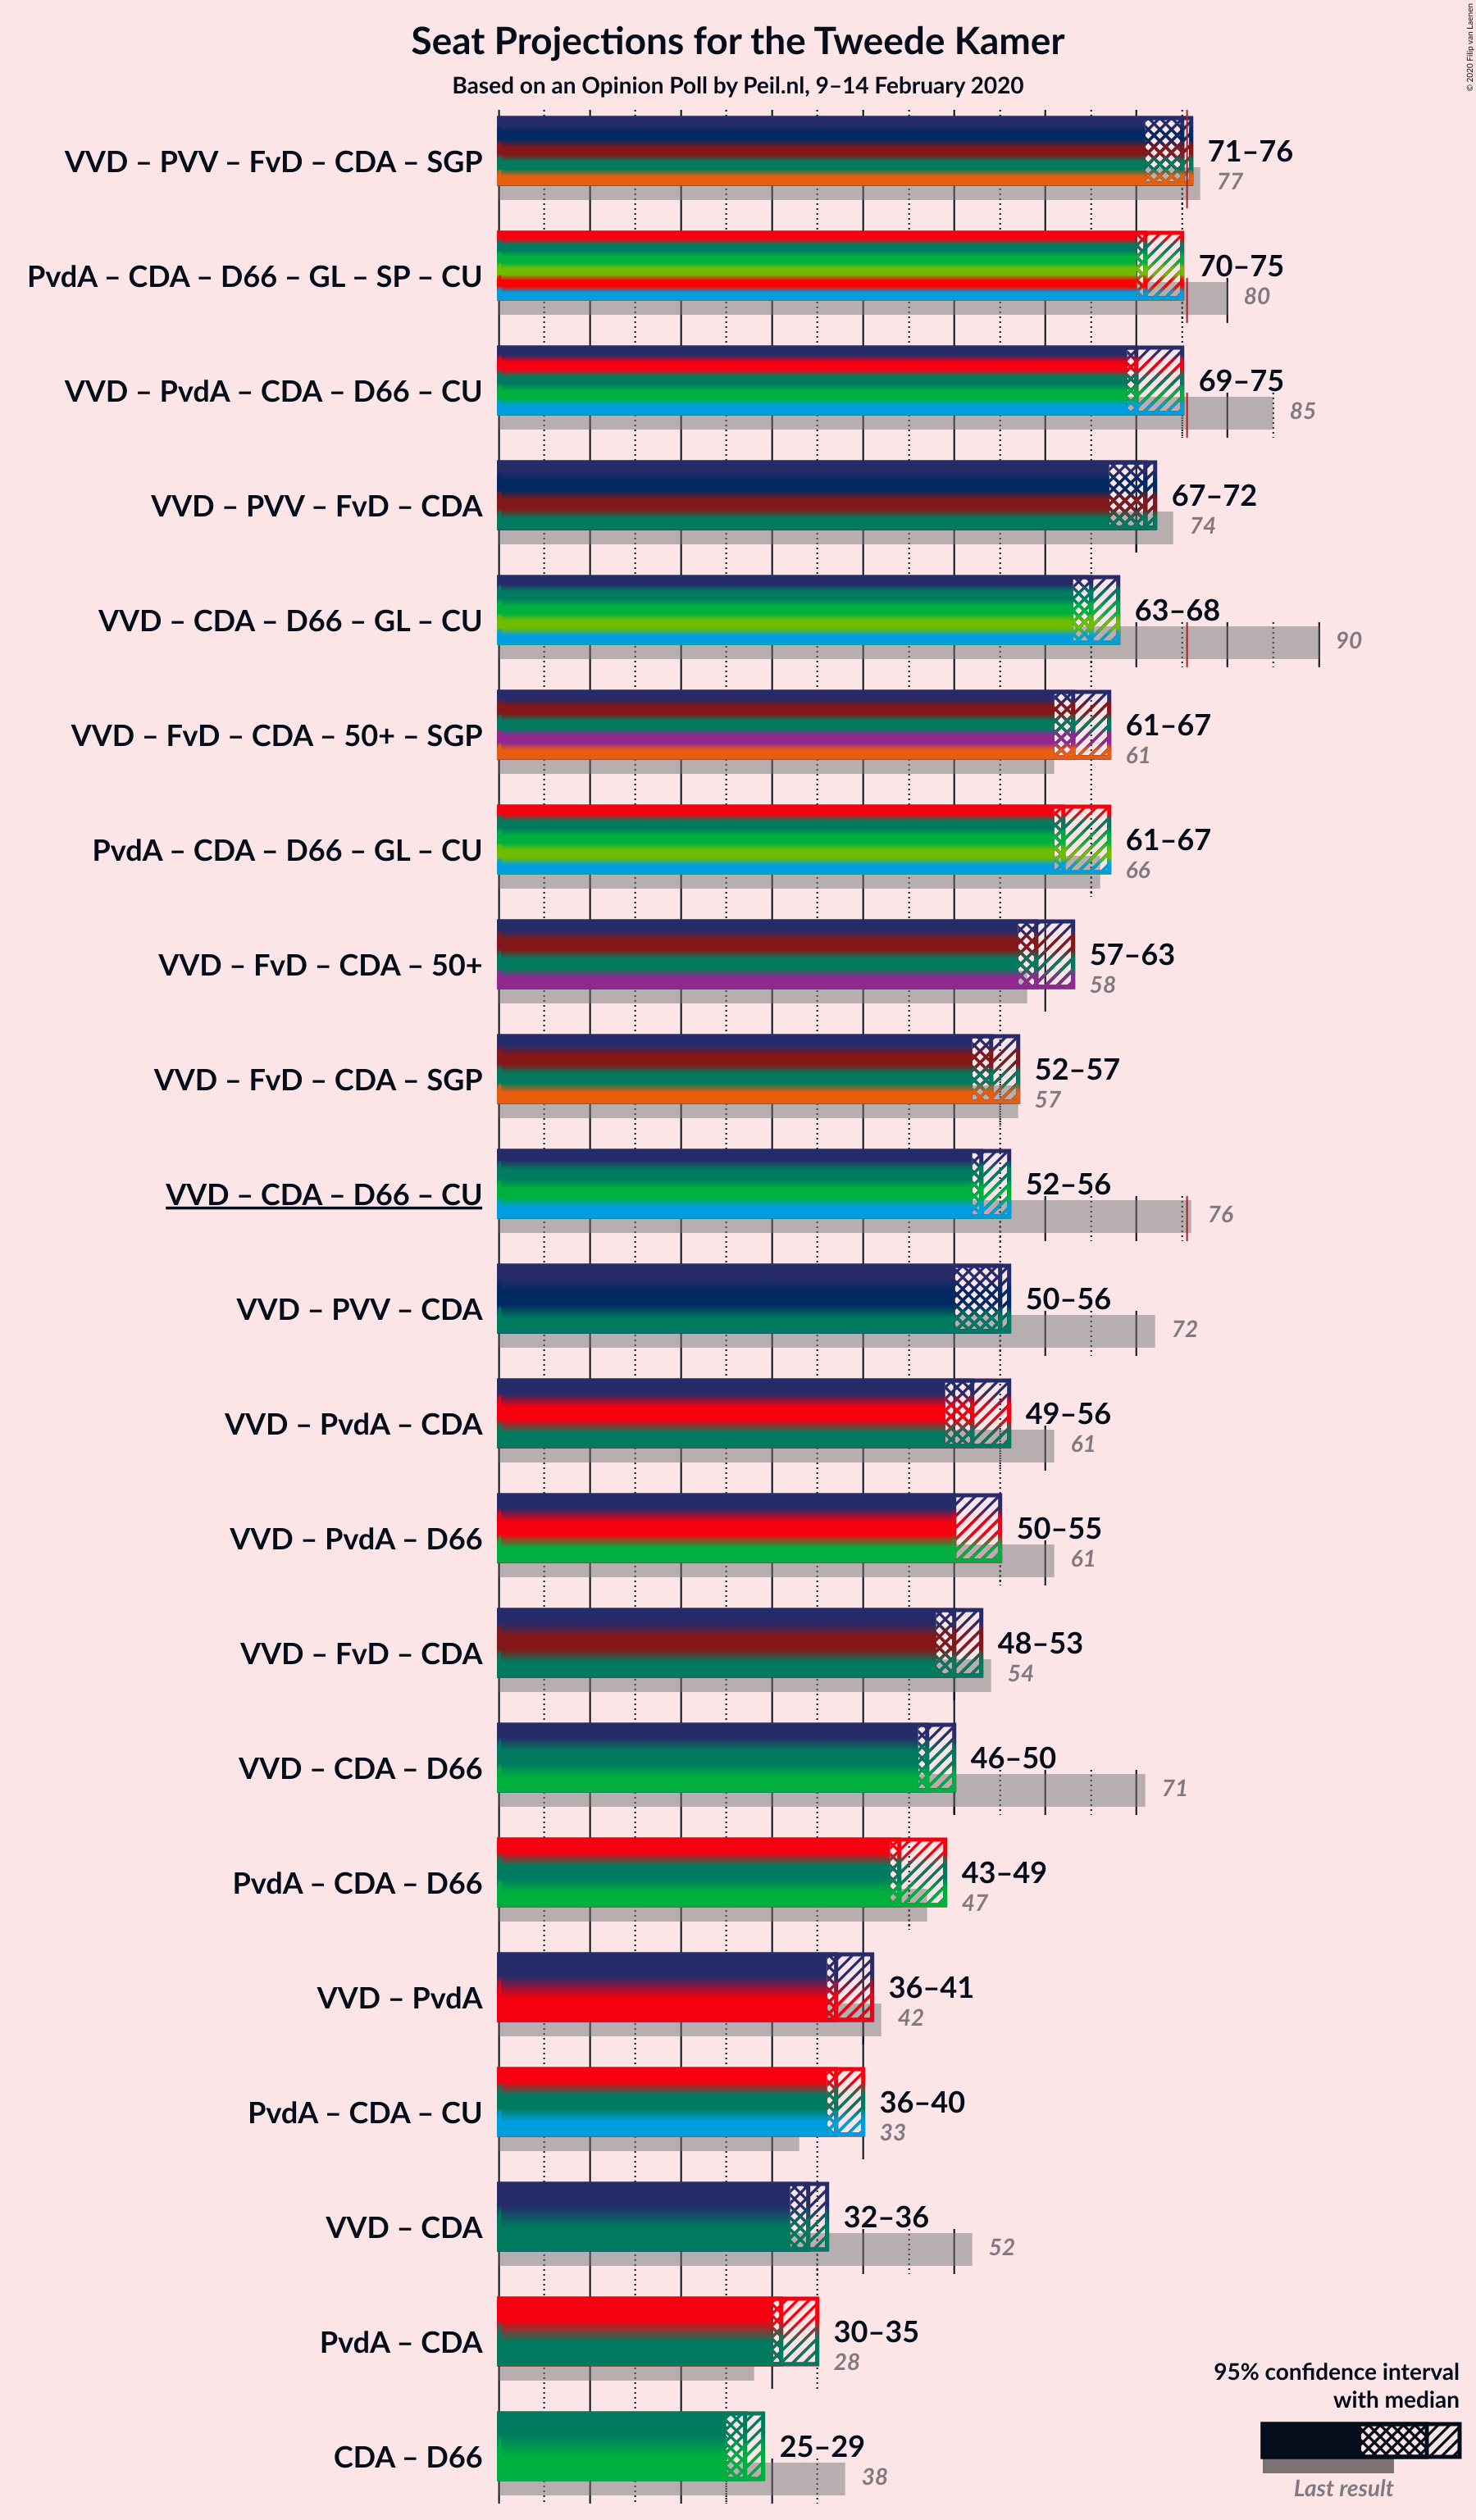 Seat Projections for the Tweede Kamer
Based on an Opinion Poll by Peil.nl, 9–14 February 2020
© 2020 Filip van Laenen
VVD – PVV – FvD – CDA – SGP
71–76
77
PvdA – CDA – D66 – GL – SP – CU
70–75
80
VVD – PvdA – CDA – D66 – CU
69–75
85
VVD – PVV – FvD – CDA
67–72
74
VVD – CDA – D66 – GL – CU
63–68
90
VVD – FvD – CDA – 50+ – SGP
61–67
61
PvdA – CDA – D66 – GL – CU
61–67
66
VVD – FvD – CDA – 50+
57–63
58
VVD – FvD – CDA – SGP
52–57
57
VVD – CDA – D66 – CU
52–56
76
VVD – PVV – CDA
50–56
72
VVD – PvdA – CDA
49–56
61
VVD – PvdA – D66
50–55
61
VVD – FvD – CDA
48–53
54
VVD – CDA – D66
46–50
71
PvdA – CDA – D66
43–49
47
VVD – PvdA
36–41
42
PvdA – CDA – CU
36–40
33
VVD – CDA
32–36
52
PvdA – CDA
30–35
28
CDA – D66
25–29
38
95% confidence interval
with median
Last result